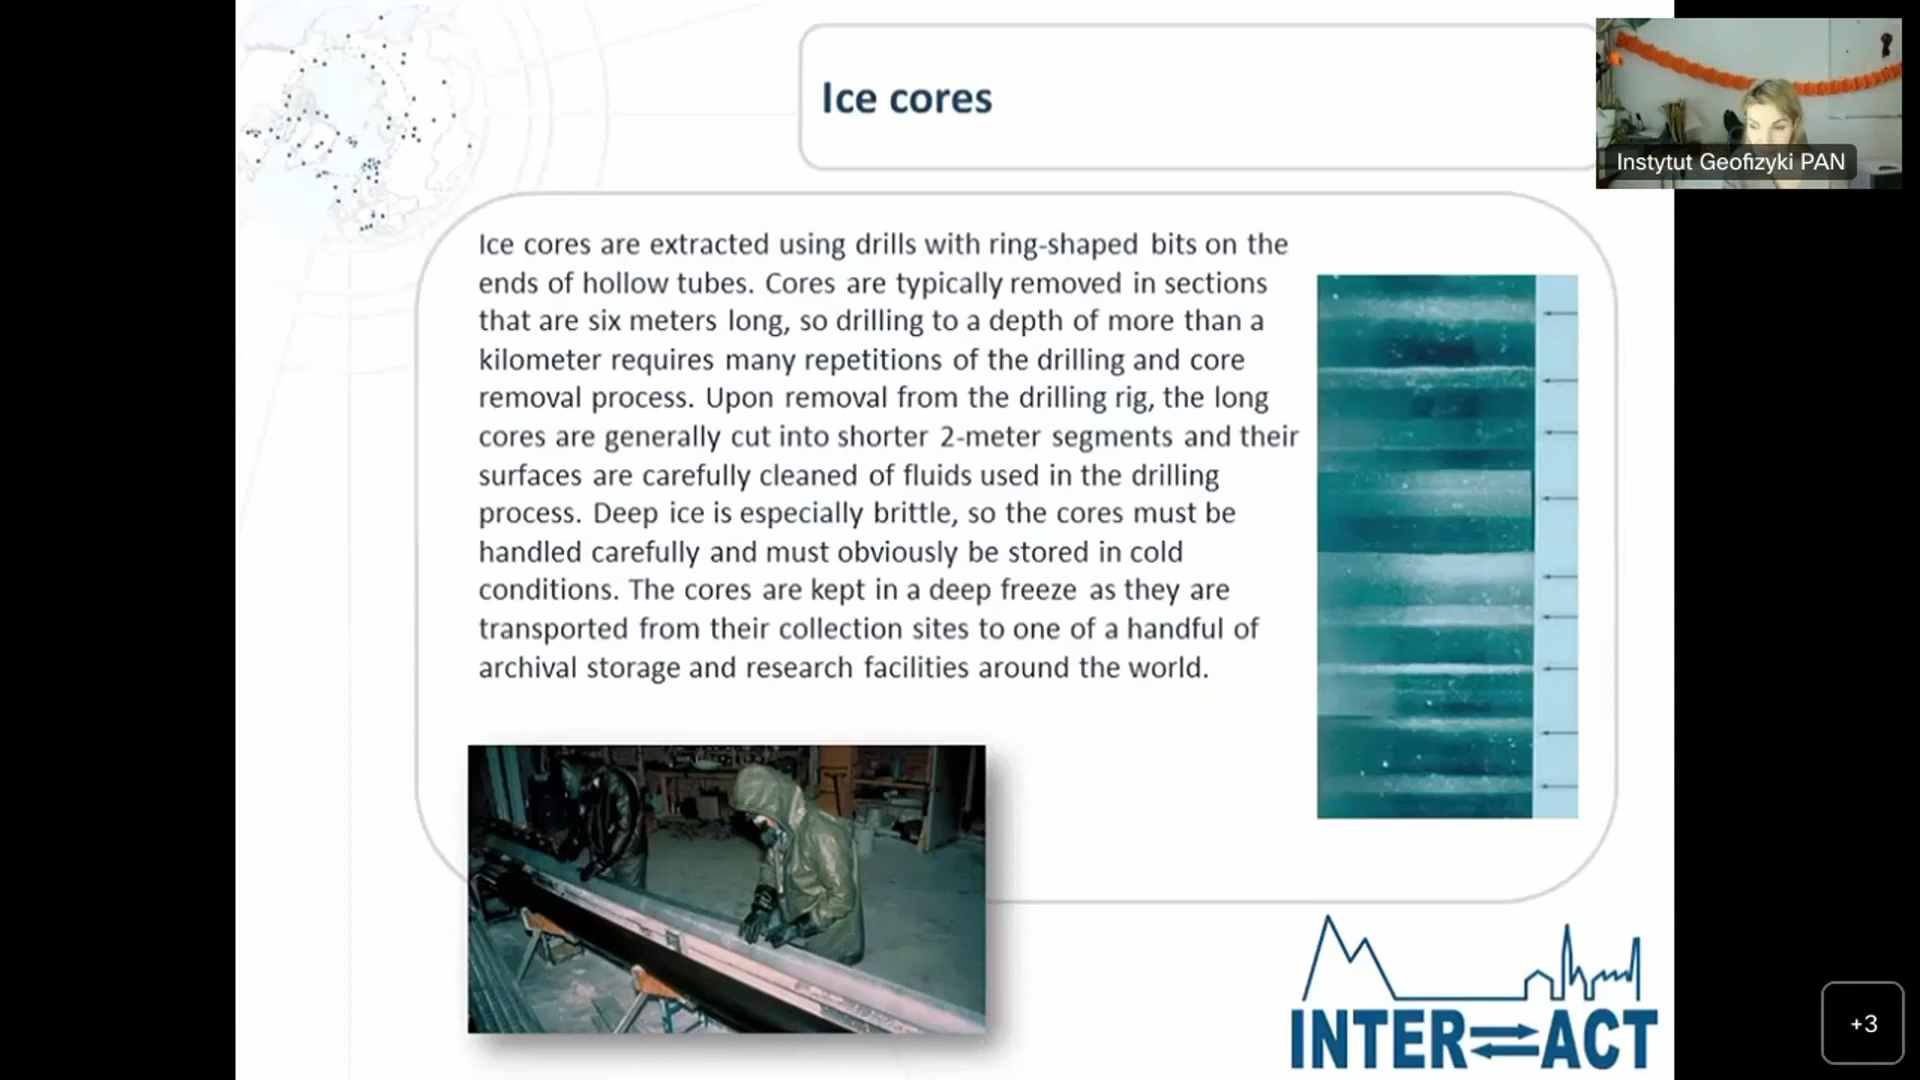 Ice cores
Instytut Geofizyki PAN
Ice cores are extracted using drills with ring-shaped bits on the
ends of hollow tubes. Cores are typically removed in sections
that are six meters long, so drilling to a depth of more than a
kilometer requires many repetitions of the drilling and core
removal process. Upon removal from the drilling rig, the long
cores are generally cut into shorter 2-meter segments and their
surfaces are carefully cleaned of fluids used in the drilling
process. Deep ice is especially brittle, so the cores must be
handled carefully and must obviously be stored in cold
conditions. The cores are kept in a deep freeze as they are
transported from their collection sites to one of a handful of
archival storage and research facilities around the world.
INTER⇌ACT
+3